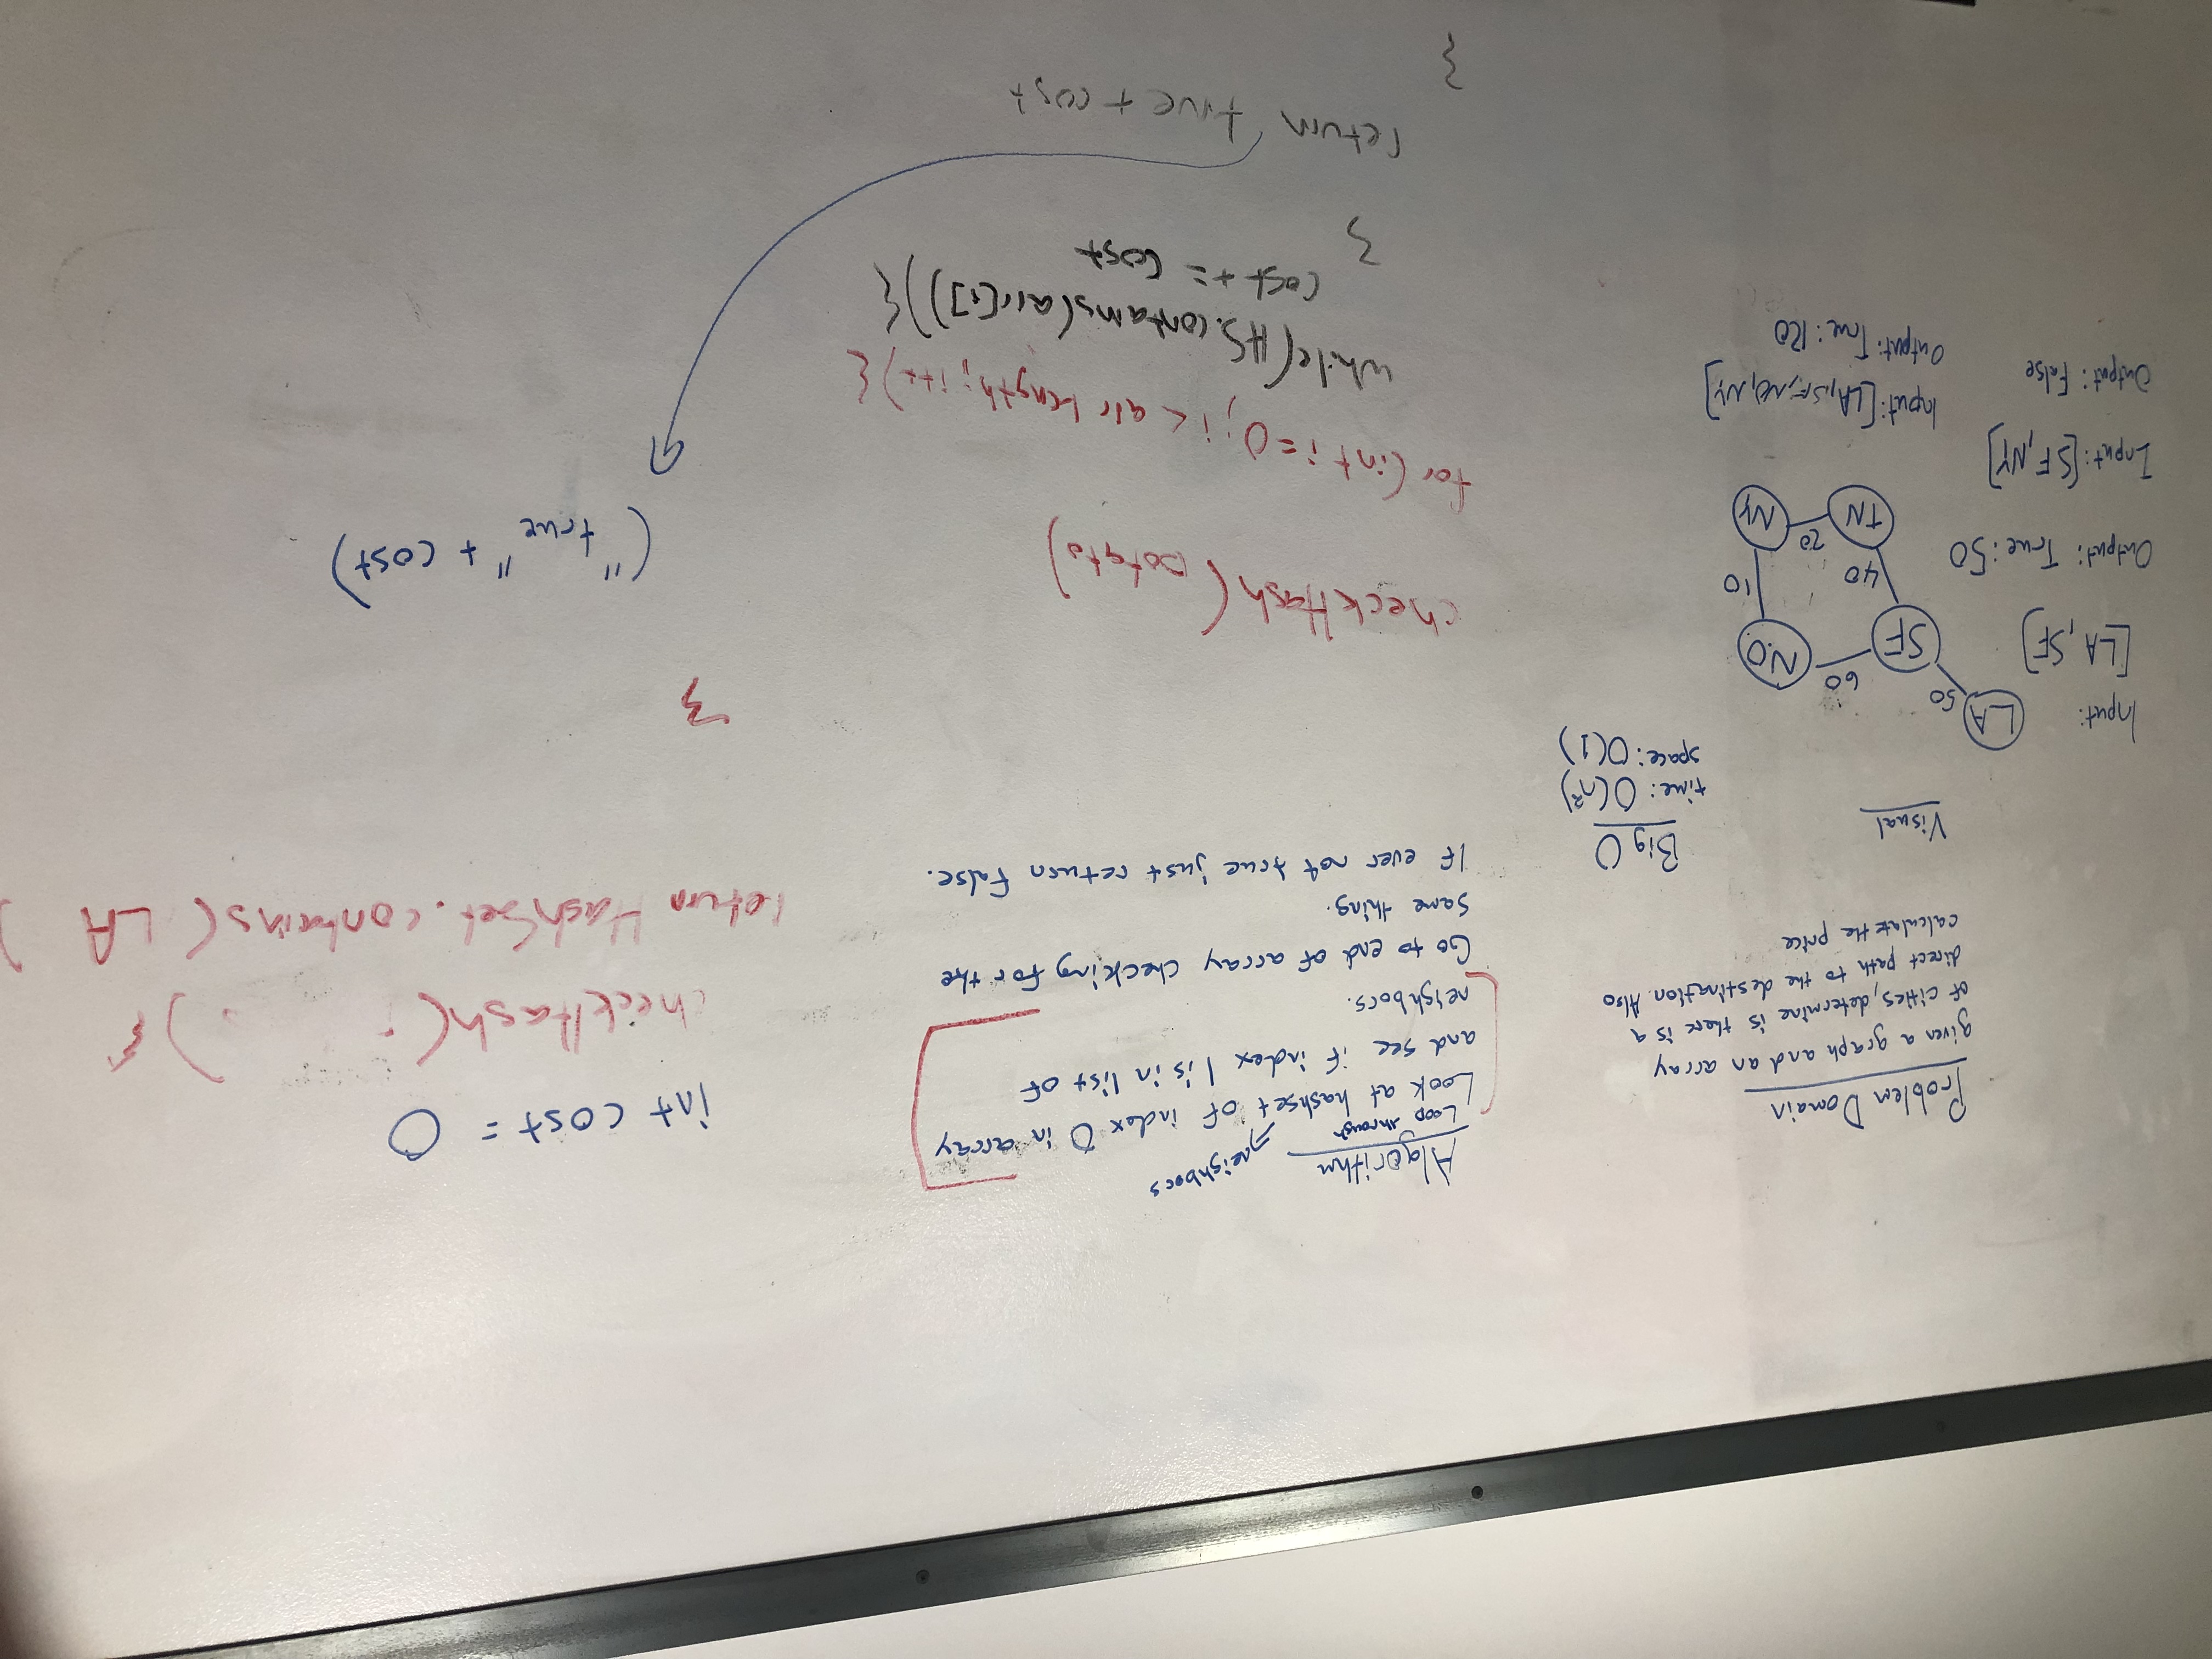 Problem Domain
given a graph and an array
of cities, determine is there is a
direct path to the destination. Also
calculate the price
Visual
Big O
time: O(n²)
space: O(1)
Input:
[LA, SF]
Output: True: 50
Input: [SF, NY]
Output: False
Input: [LA, SF, NO, NY]
Output: True: 120
LA
50
SF
60
N.O.
40
10
TN
20
NY
Algorithm
Loop through
neighbors
Look at hashset of index 0 in array
and see if index 1 is in list of
neighbors.
Go to end of array checking for the
same thing.
If ever not true just return False.
checkHash(potato)
for (int i=0; i < arr length; i++) {
while(HS.contains(arr[i])){
cost += cost
}
return true + cost
}
int cost = 0
checkHash( ) {
return HashSet.contains( LA )
}
("true" + cost)